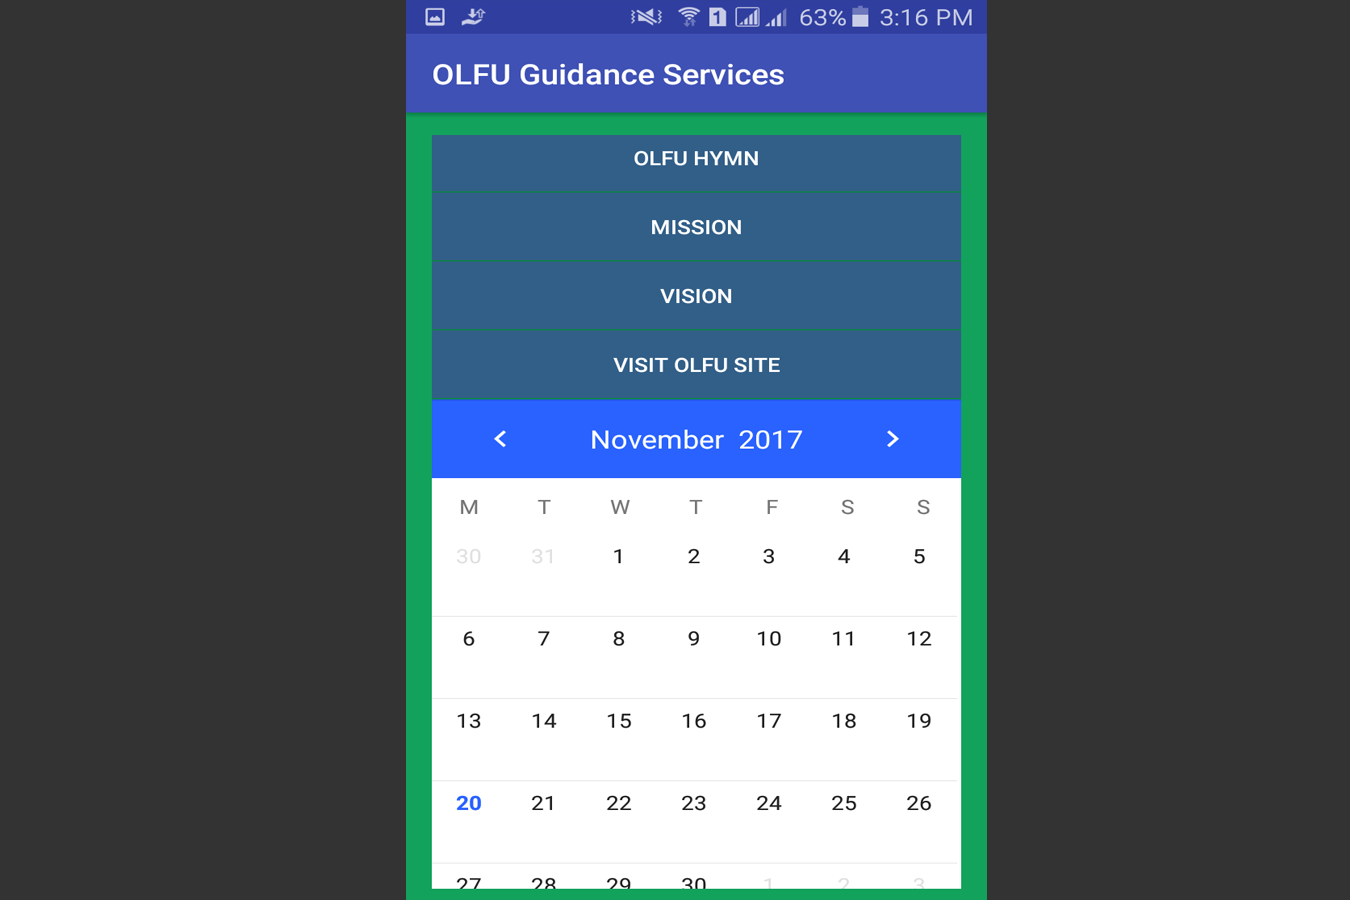 1 63% 3:16 PM
OLFU Guidance Services
OLFU HYMN
MISSION
VISION
VISIT OLFU SITE
< November 2017 >
M T W T F S S
30 31 1 2 3 4 5
6 7 8 9 10 11 12
13 14 15 16 17 18 19
20 21 22 23 24 25 26
27 28 29 30 1 2 3